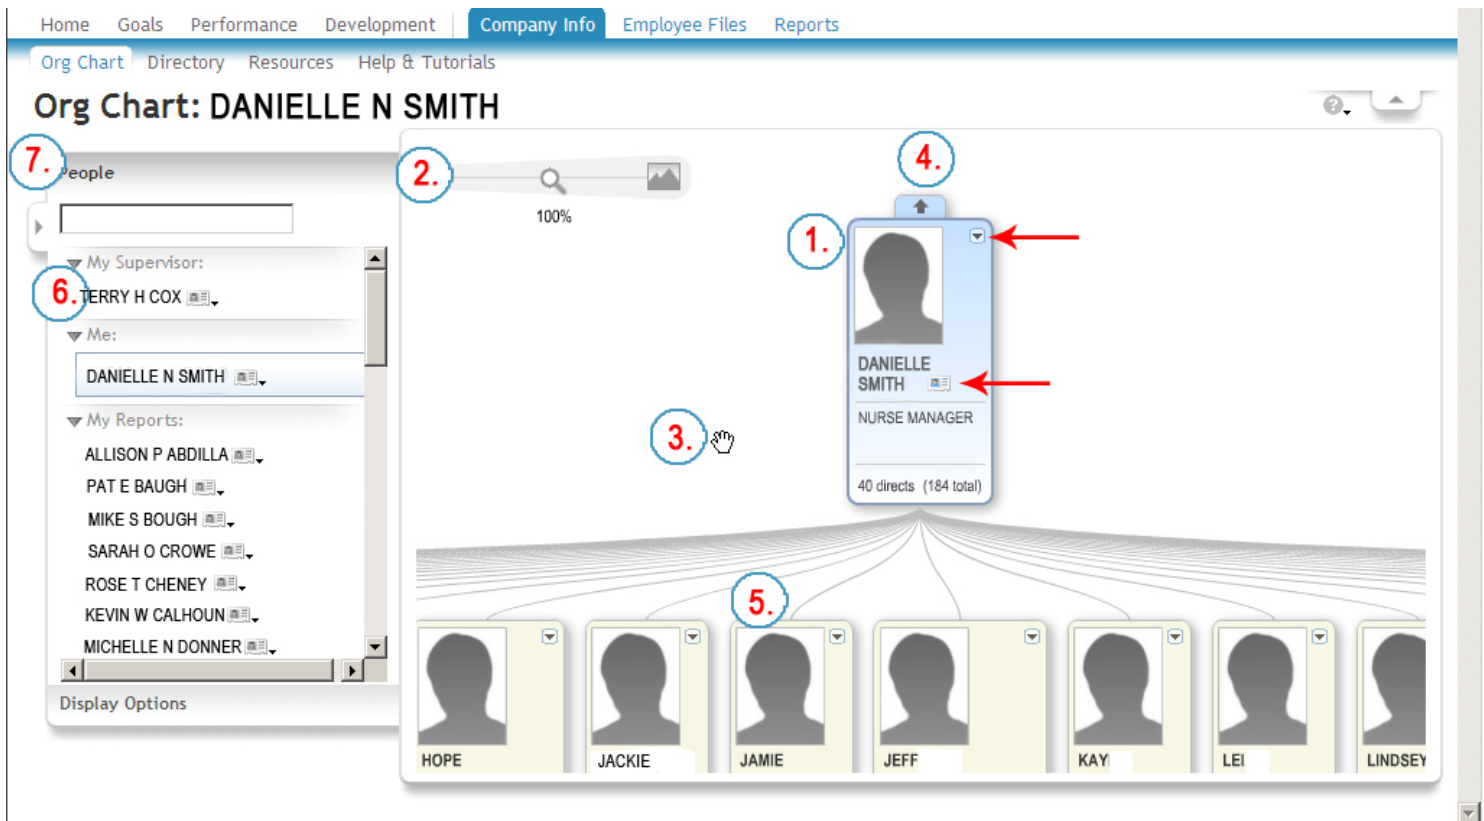 Home Goals Performance Development Company Info Employee Files Reports
Org Chart Directory Resources Help & Tutorials
Org Chart: DANIELLE N SMITH
7.
People
2.
100%
4.
1.
My Supervisor:
6.
TERRY H COX
Me:
DANIELLE N SMITH
My Reports:
ALLISON P ABDILLA
PAT E BAUGH
MIKE S BOUGH
SARAH O CROWE
ROSE T CHENEY
KEVIN W CALHOUN
MICHELLE N DONNER
Display Options
DANIELLE
SMITH
NURSE MANAGER
40 directs (184 total)
3.
5.
HOPE JACKIE JAMIE JEFF KAY LEI LINDSEY